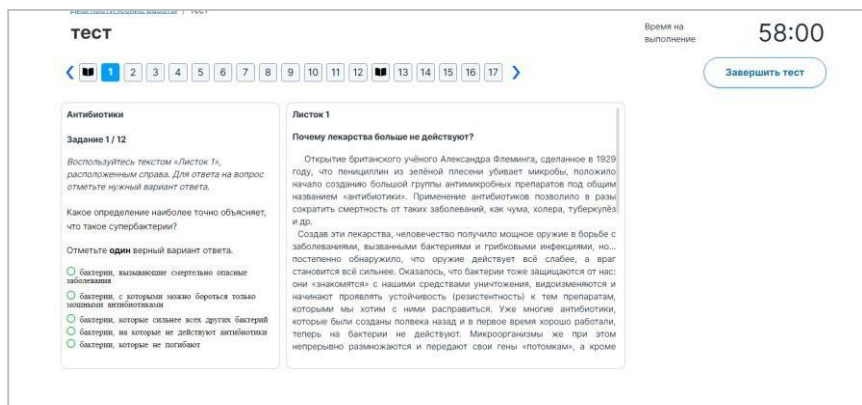 тест
Время на
выполнение
58:00
1 2 3 4 5 6 7 8 9 10 11 12 13 14 15 16 17
Завершить тест
Антибиотики
Задание 1 / 12
Воспользуйтесь текстом «Листок 1»,
расположенным справа. Для ответа на вопрос
отметьте нужный вариант ответа.
Какое определение наиболее точно объясняет,
что такое супербактерии?
Отметьте один верный вариант ответа.
бактерии, вызывающие смертельно опасные
заболевания
бактерии, с которыми можно бороться только
мощными антибиотиками
бактерии, которые сильнее всех других бактерий
бактерии, на которые не действуют антибиотики
бактерии, которые не погибают
Листок 1
Почему лекарства больше не действуют?
Открытие британского учёного Александра Флеминга, сделанное в 1929
году, что пенициллин из зелёной плесени убивает микробы, положило
начало созданию большой группы антимикробных препаратов под общим
названием «антибиотики». Применение антибиотиков позволило в разы
сократить смертность от таких заболеваний, как чума, холера, туберкулёз
и др.
Создав эти лекарства, человечество получило мощное оружие в борьбе с
заболеваниями, вызванными бактериями и грибковыми инфекциями, но...
постепенно обнаружило, что оружие действует всё слабее, а враг
становится всё сильнее. Оказалось, что бактерии тоже защищаются от нас:
они «знакомятся» с нашими средствами уничтожения, видоизменяются и
начинают проявлять устойчивость (резистентность) к тем препаратам,
которыми мы хотим с ними расправиться. Уже многие антибиотики,
которые были созданы полвека назад и в первое время хорошо работали,
теперь на бактерии не действуют. Микроорганизмы же при этом
непрерывно размножаются и передают свои гены «потомкам», а кроме